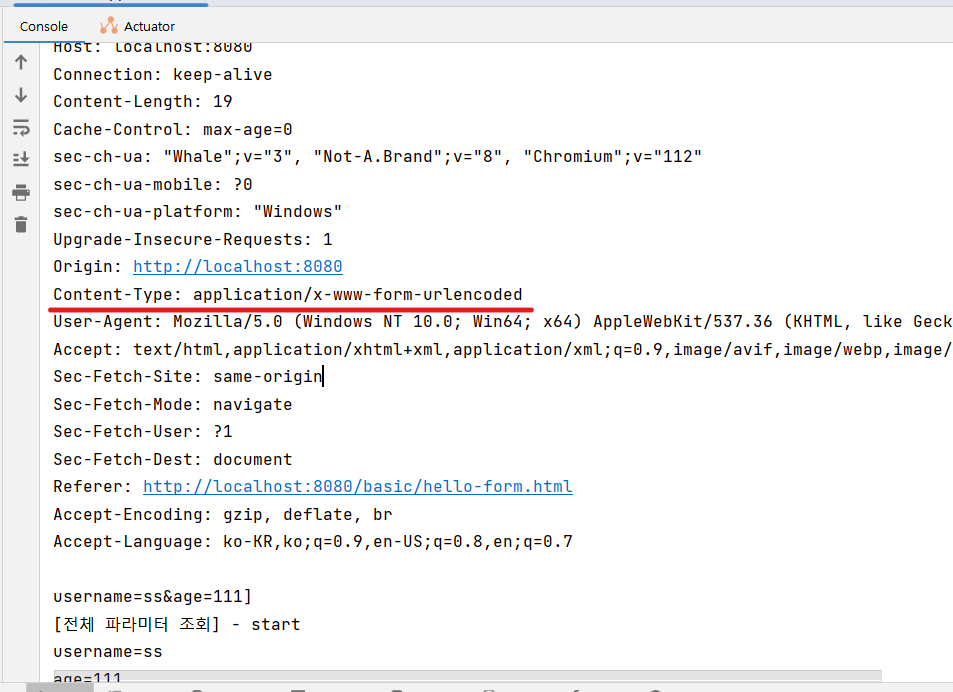 Console
Actuator
Host: localhost:8080
Connection: keep-alive
Content-Length: 19
Cache-Control: max-age=0
sec-ch-ua: "Whale";v="3", "Not-A.Brand";v="8", "Chromium";v="112"
sec-ch-ua-mobile: ?0
sec-ch-ua-platform: "Windows"
Upgrade-Insecure-Requests: 1
Origin: http://localhost:8080
Content-Type: application/x-www-form-urlencoded
User-Agent: Mozilla/5.0 (Windows NT 10.0; Win64; x64) AppleWebKit/537.36 (KHTML, like Geck
Accept: text/html,application/xhtml+xml,application/xml;q=0.9,image/avif,image/webp,image/
Sec-Fetch-Site: same-origin
Sec-Fetch-Mode: navigate
Sec-Fetch-User: ?1
Sec-Fetch-Dest: document
Referer: http://localhost:8080/basic/hello-form.html
Accept-Encoding: gzip, deflate, br
Accept-Language: ko-KR,ko;q=0.9,en-US;q=0.8,en;q=0.7
username=ss&age=111]
[전체 파라미터 조회] - start
username=ss
age=111